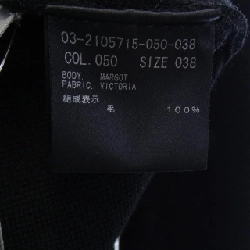 03-2105715-050-038
COL. 050 SIZE 038
BODY. MARGOT
FABRIC. VICTORIA
組成表示
毛 100%